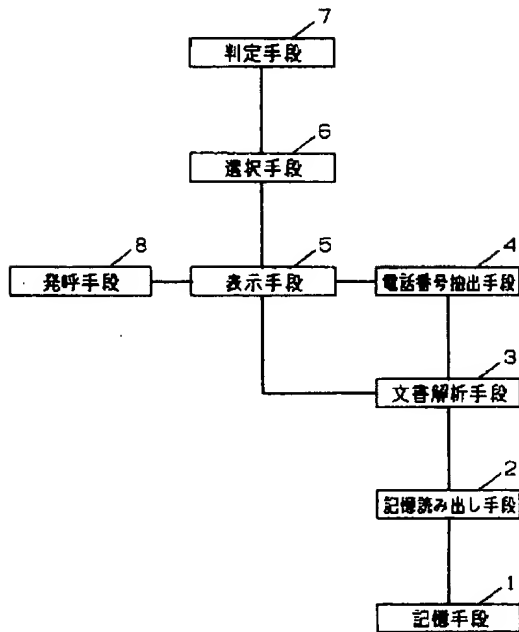 7
判定手段
6
選択手段
8
発呼手段
5
表示手段
4
電話番号抽出手段
3
文書解析手段
2
記憶読み出し手段
1
記憶手段